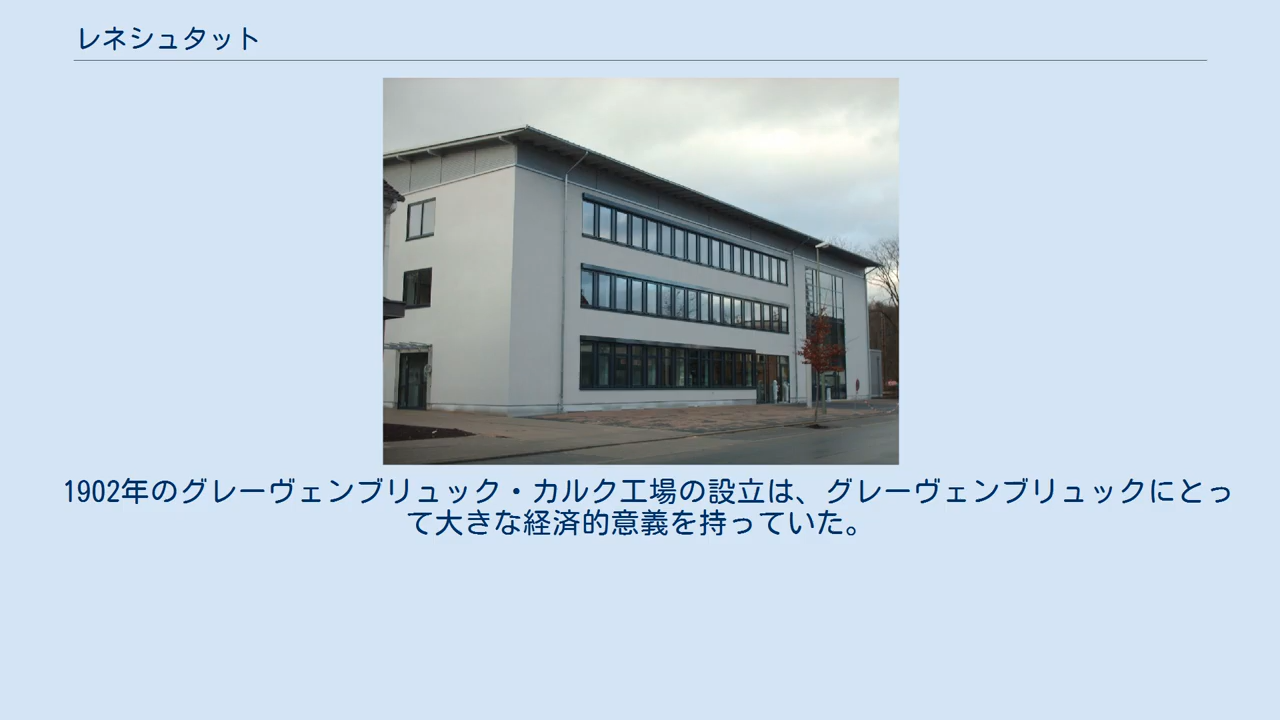 レネシュタット
1902年のグレーヴェンブリュック・カルク工場の設立は、グレーヴェンブリュックにとっ
て大きな経済的意義を持っていた。